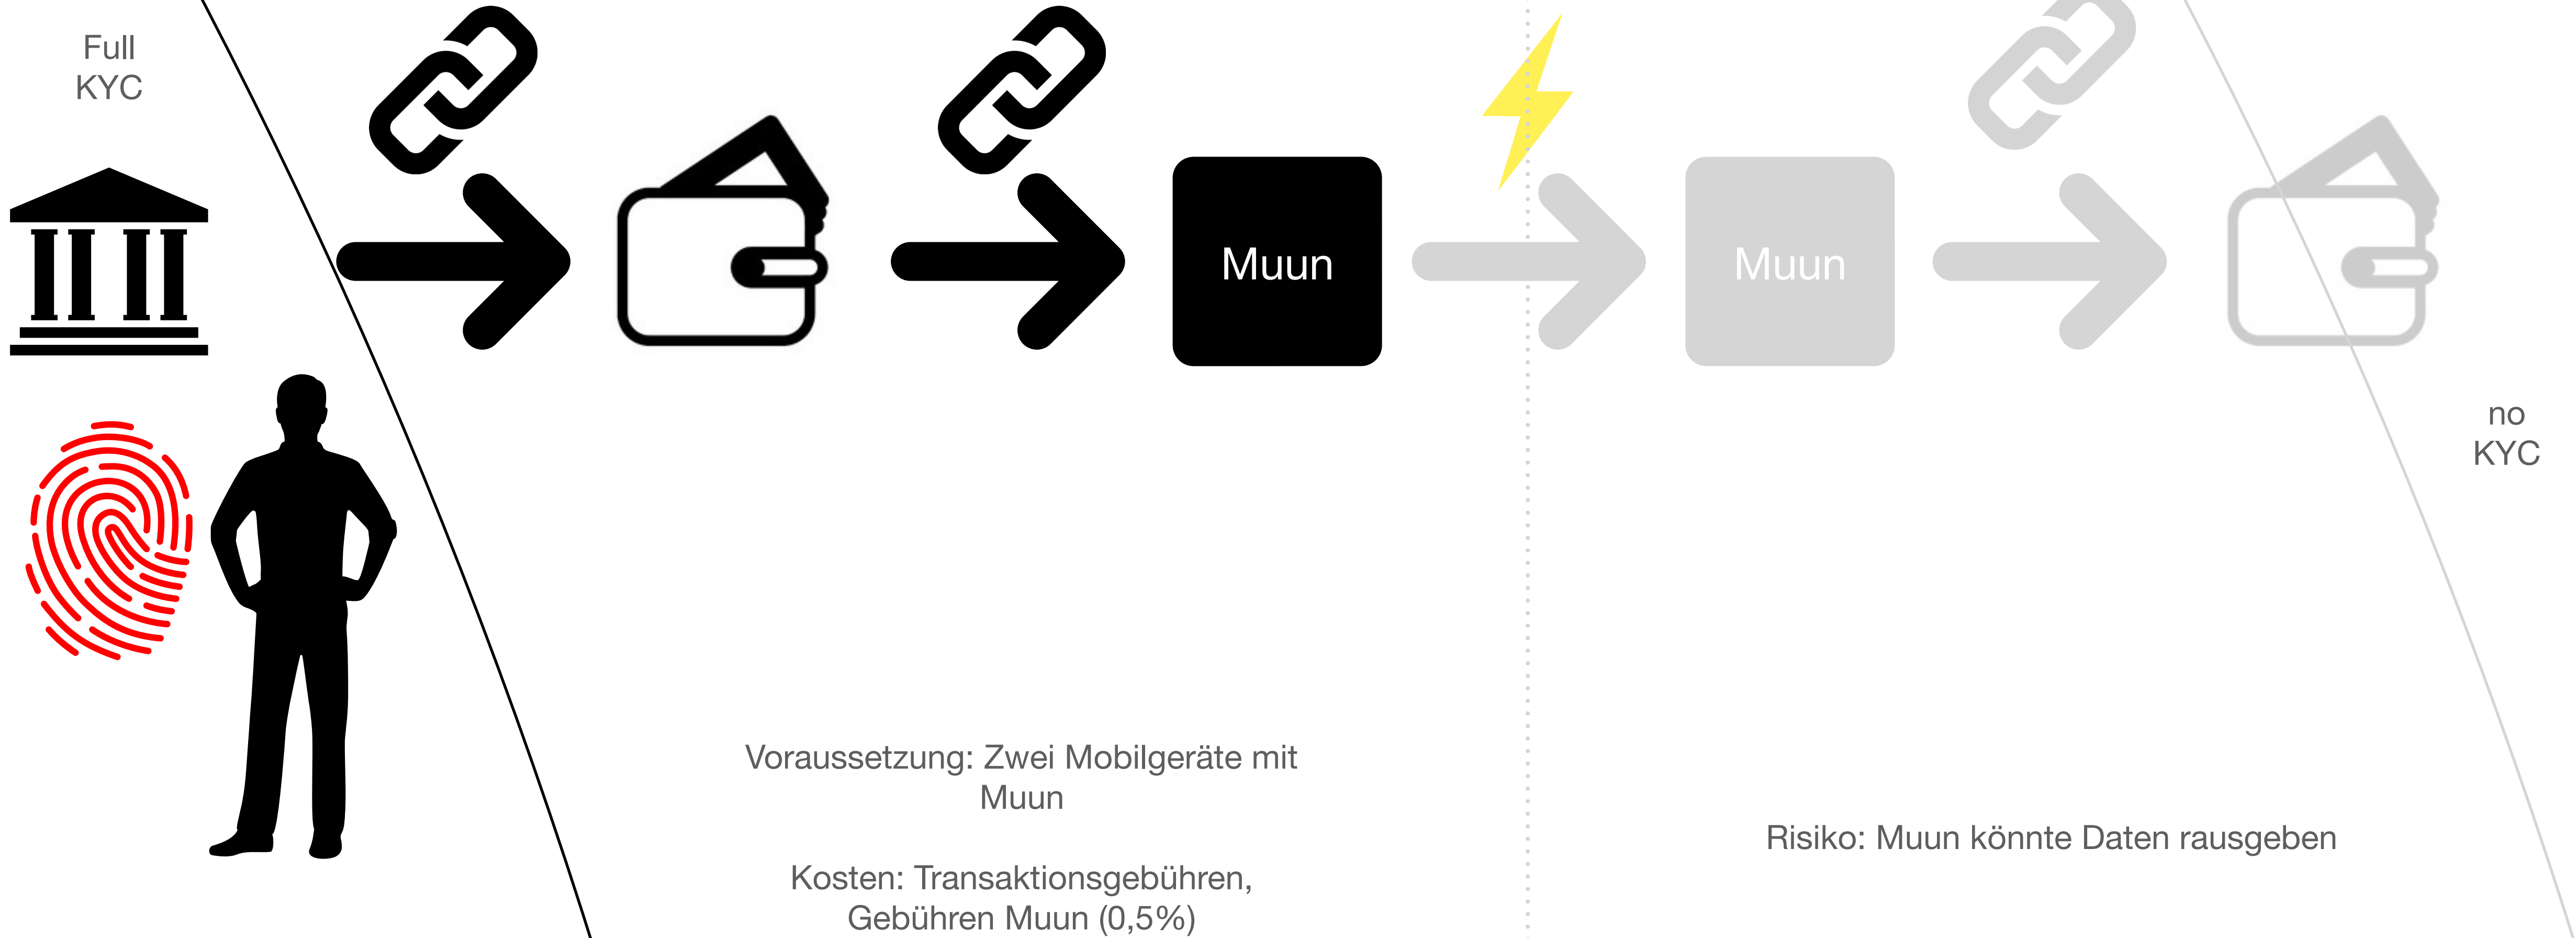 Full
KYC
Muun
Muun
no
KYC
Voraussetzung: Zwei Mobilgeräte mit
Muun
Kosten: Transaktionsgebühren,
Gebühren Muun (0,5%)
Risiko: Muun könnte Daten rausgeben